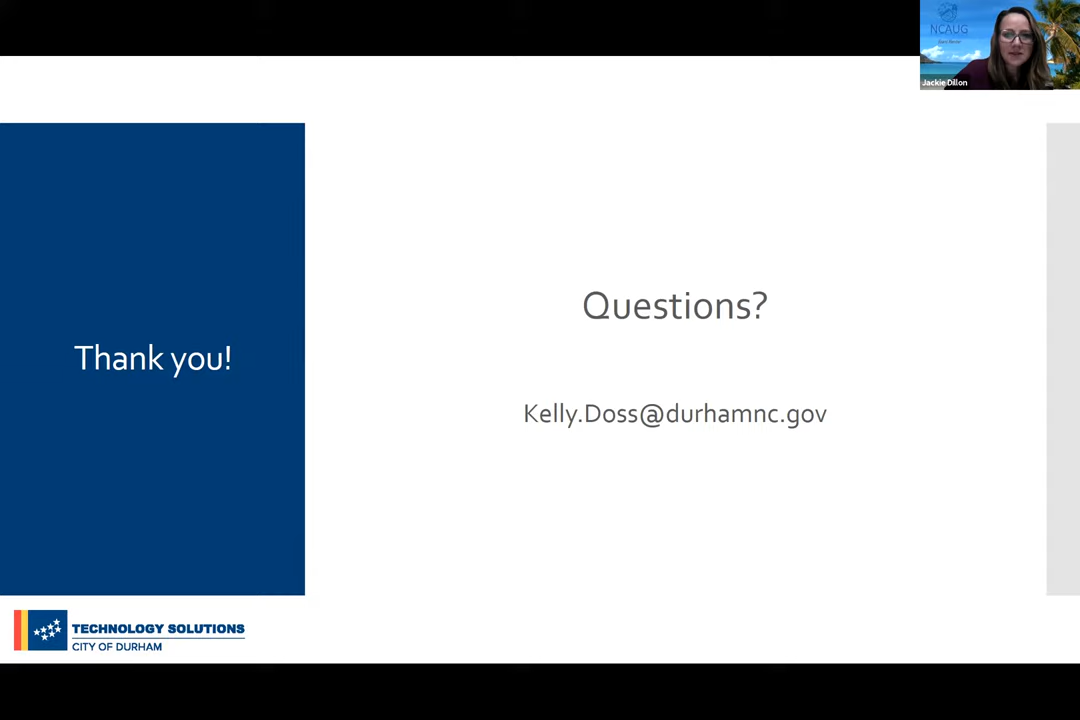 NCAUG
Jackie Dillon
Thank you!
Questions?
Kelly.Doss@durhamnc.gov
TECHNOLOGY SOLUTIONS
CITY OF DURHAM